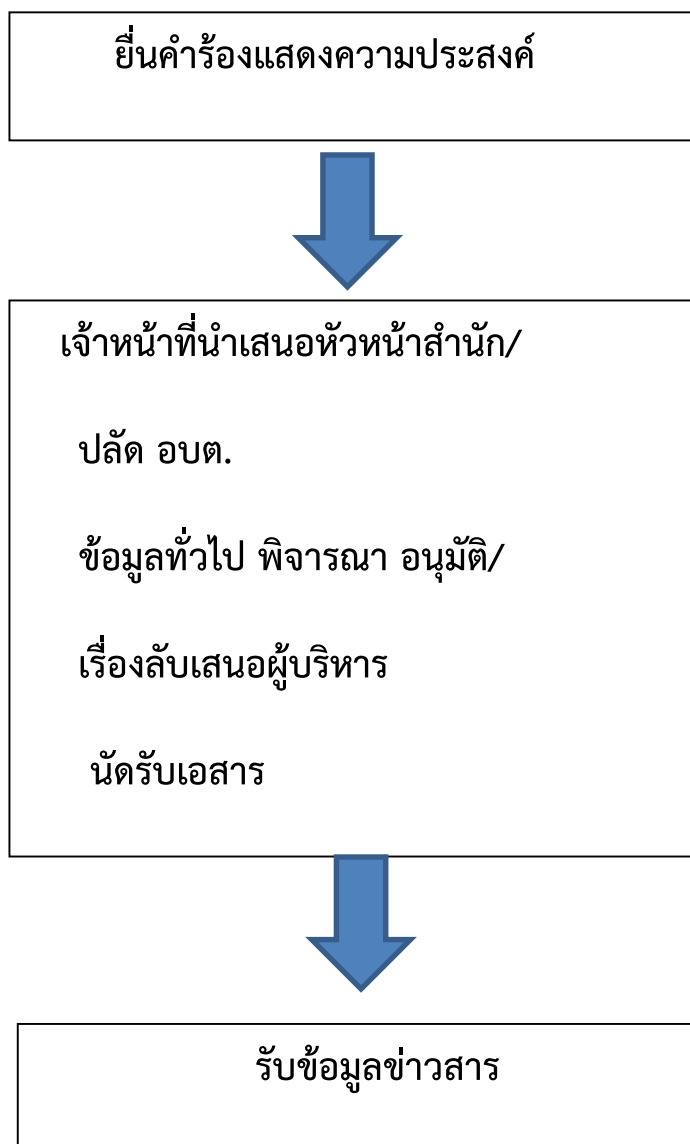 ยื่นคำร้องแสดงความประสงค์
เจ้าหน้าที่นำเสนอหัวหน้าสำนัก/
ปลัด อบต.
ข้อมูลทั่วไป พิจารณา อนุมัติ/
เรื่องลับเสนอผู้บริหาร
นัดรับเอสาร
รับข้อมูลข่าวสาร